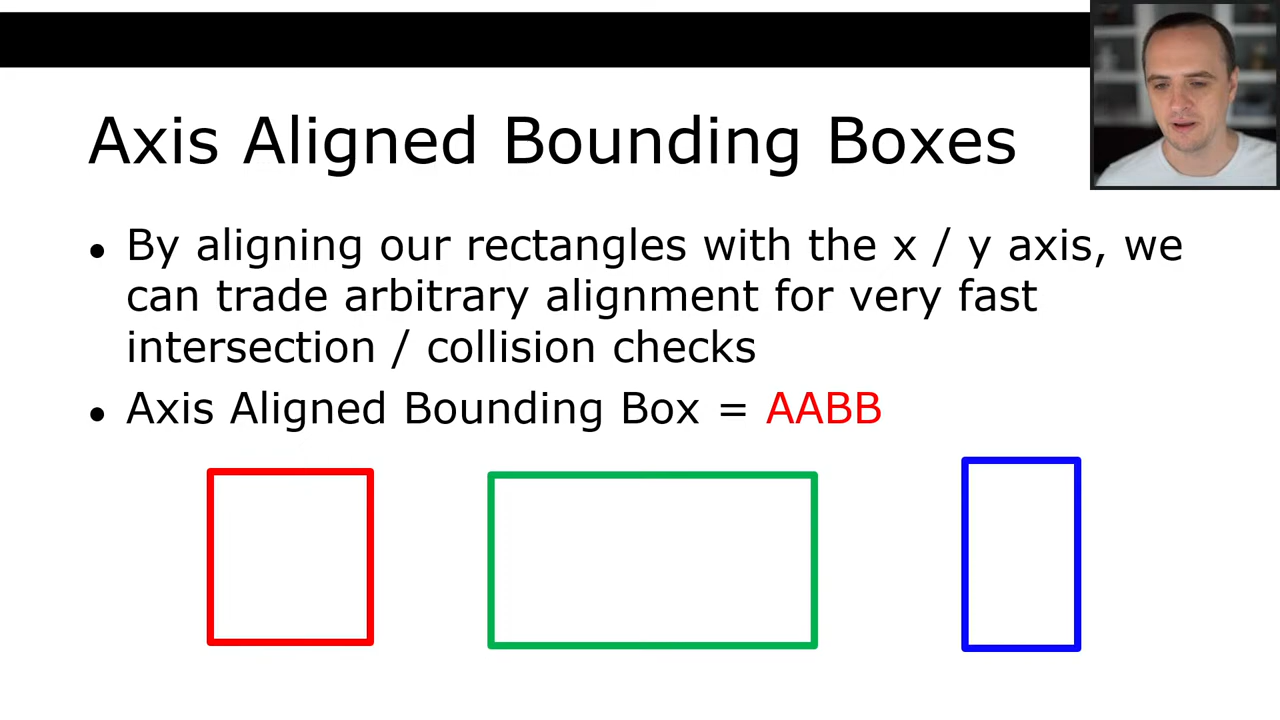 Axis Aligned Bounding Boxes
● By aligning our rectangles with the x / y axis, we
can trade arbitrary alignment for very fast
intersection / collision checks
● Axis Aligned Bounding Box = AABB